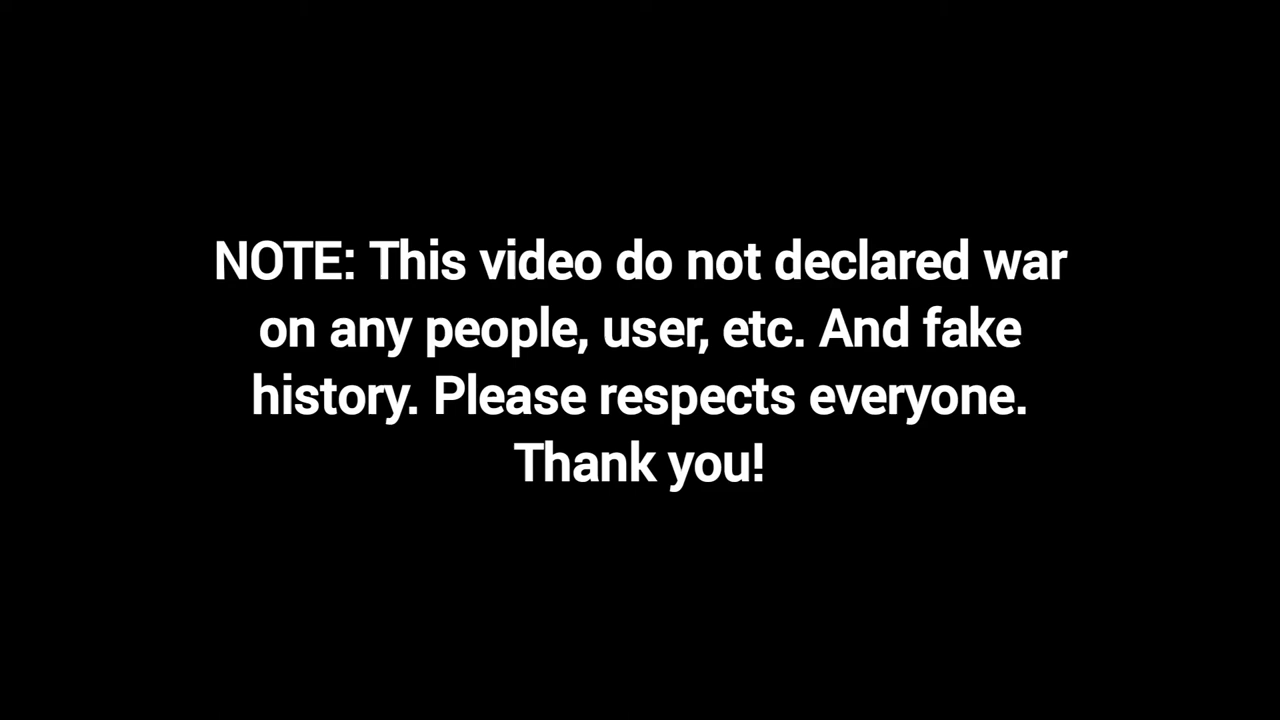 NOTE: This video do not declared war
on any people, user, etc. And fake
history. Please respects everyone.
Thank you!